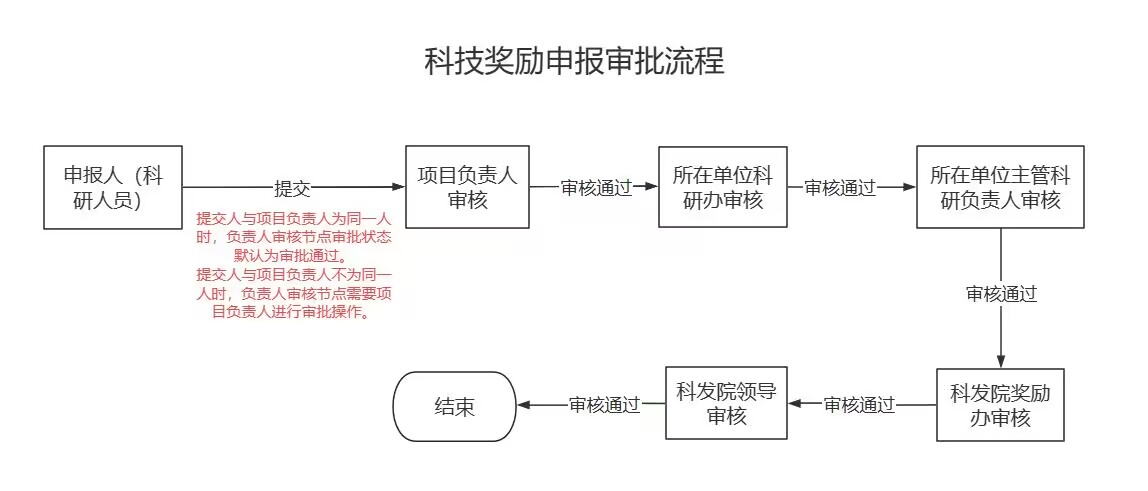 科技奖励申报审批流程
申报人（科
研人员）
提交
提交人与项目负责人为同一人
时，负责人审核节点审批状态
默认为审批通过。
提交人与项目负责人不为同一
人时，负责人审核节点需要项
目负责人进行审批操作。
项目负责人
审核
审核通过
所在单位科
研办审核
审核通过
所在单位主管科
研负责人审核
审核通过
科发院奖励
办审核
审核通过
科发院领导
审核
审核通过
结束